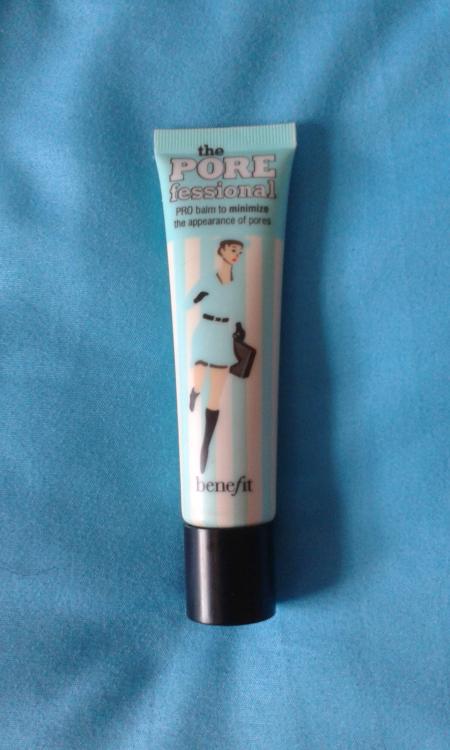 the
PORE
fessional
PRO balm to minimize
the appearance of pores
benefit